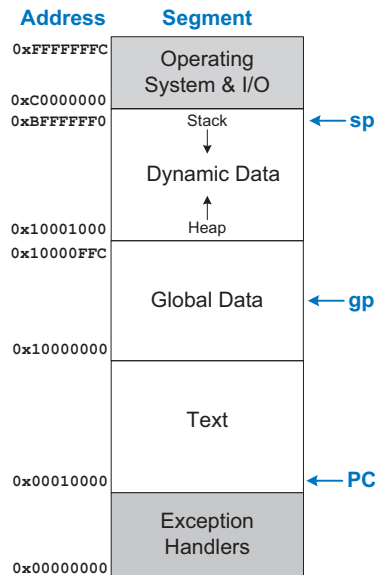 Address Segment
0xFFFFFFFC
Operating
System & I/O
0xC0000000
0xBFFFFFF0
Stack
sp
Dynamic Data
0x10001000
Heap
0x10000FFC
Global Data
gp
0x10000000
Text
0x00010000
PC
Exception
Handlers
0x00000000